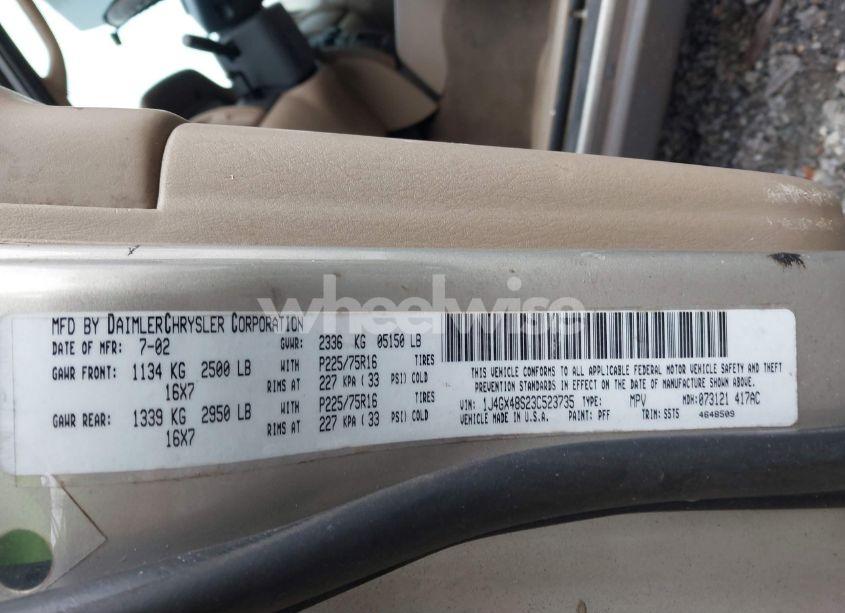 wheelwise
MFD BY DAIMLERCHRYSLER CORPORATION
DATE OF MFR: 7-02 GVWR: 2336 KG 05150 LB
GAWR FRONT: 1134 KG 2500 LB WITH P225/75R16 TIRES
16X7 RIMS AT 227 KPA ( 33 PSI) COLD
GAWR REAR: 1339 KG 2950 LB WITH P225/75R16 TIRES
16X7 RIMS AT 227 KPA ( 33 PSI) COLD
THIS VEHICLE CONFORMS TO ALL APPLICABLE FEDERAL MOTOR VEHICLE SAFETY AND THEFT
PREVENTION STANDARDS IN EFFECT ON THE DATE OF MANUFACTURE SHOWN ABOVE.
VIN: 1J4GX48S23C523735 TYPE: MPV MDH: 073121 417AC
VEHICLE MADE IN U.S.A. PAINT: PFF TRIM: SST5 4648509